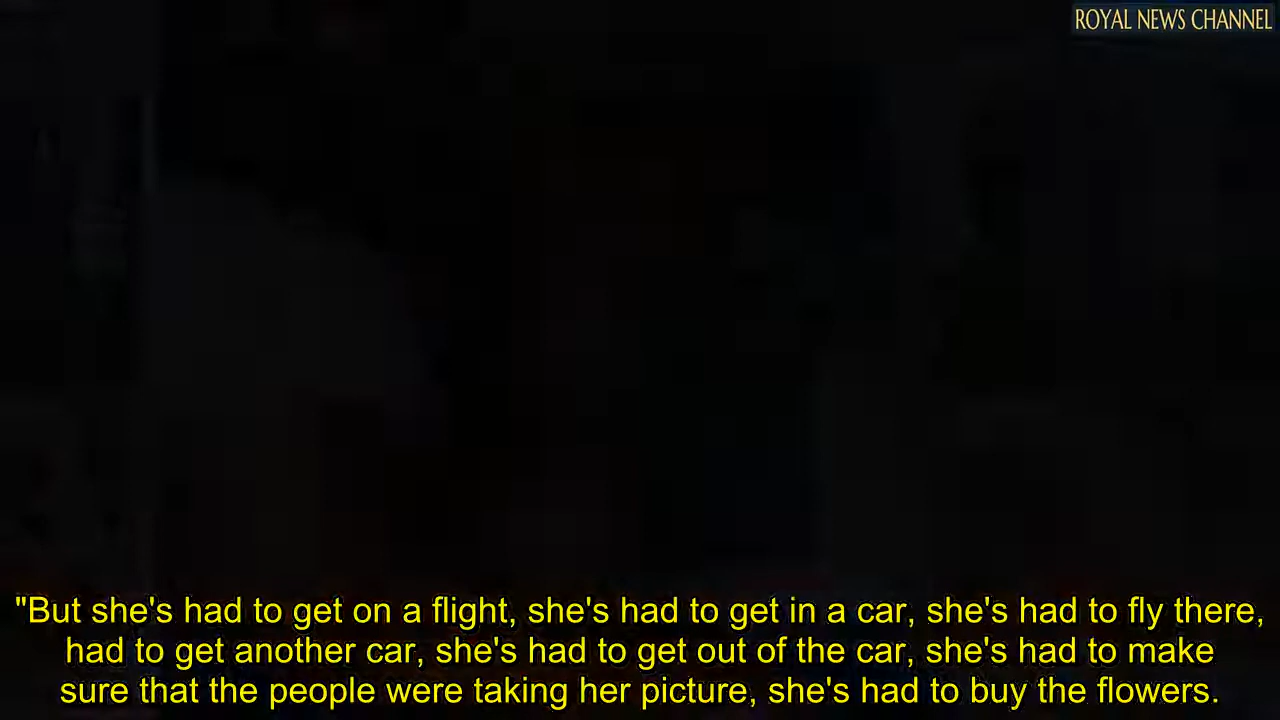 ROYAL NEWS CHANNEL
"But she's had to get on a flight, she's had to get in a car, she's had to fly there,
had to get another car, she's had to get out of the car, she's had to make
sure that the people were taking her picture, she's had to buy the flowers.